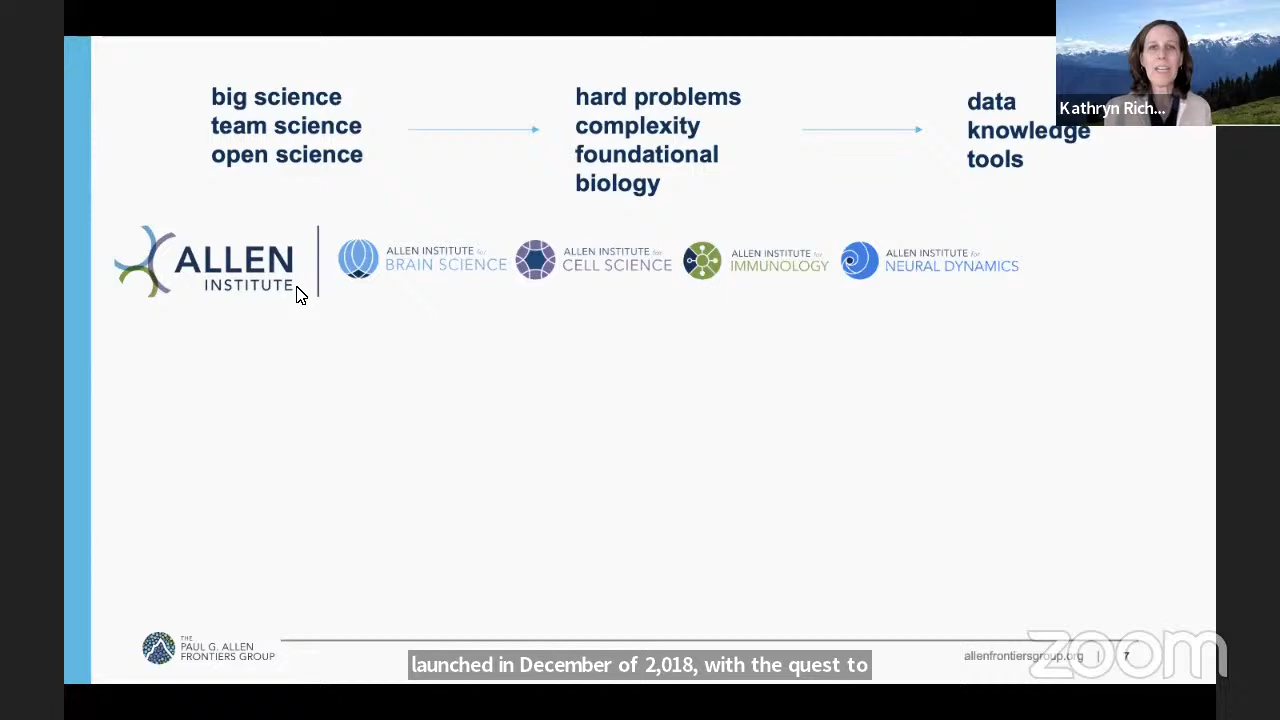 big science
team science
open science
hard problems
complexity
foundational
biology
data
knowledge
tools
Kathryn Rich...
ALLEN
INSTITUTE
ALLEN INSTITUTE for
BRAIN SCIENCE
ALLEN INSTITUTE for
CELL SCIENCE
ALLEN INSTITUTE for
IMMUNOLOGY
ALLEN INSTITUTE for
NEURAL DYNAMICS
THE
PAUL G. ALLEN
FRONTIERS GROUP
launched in December of 2,018, with the quest to
allenfrontiersgroup.org | 7
zoom